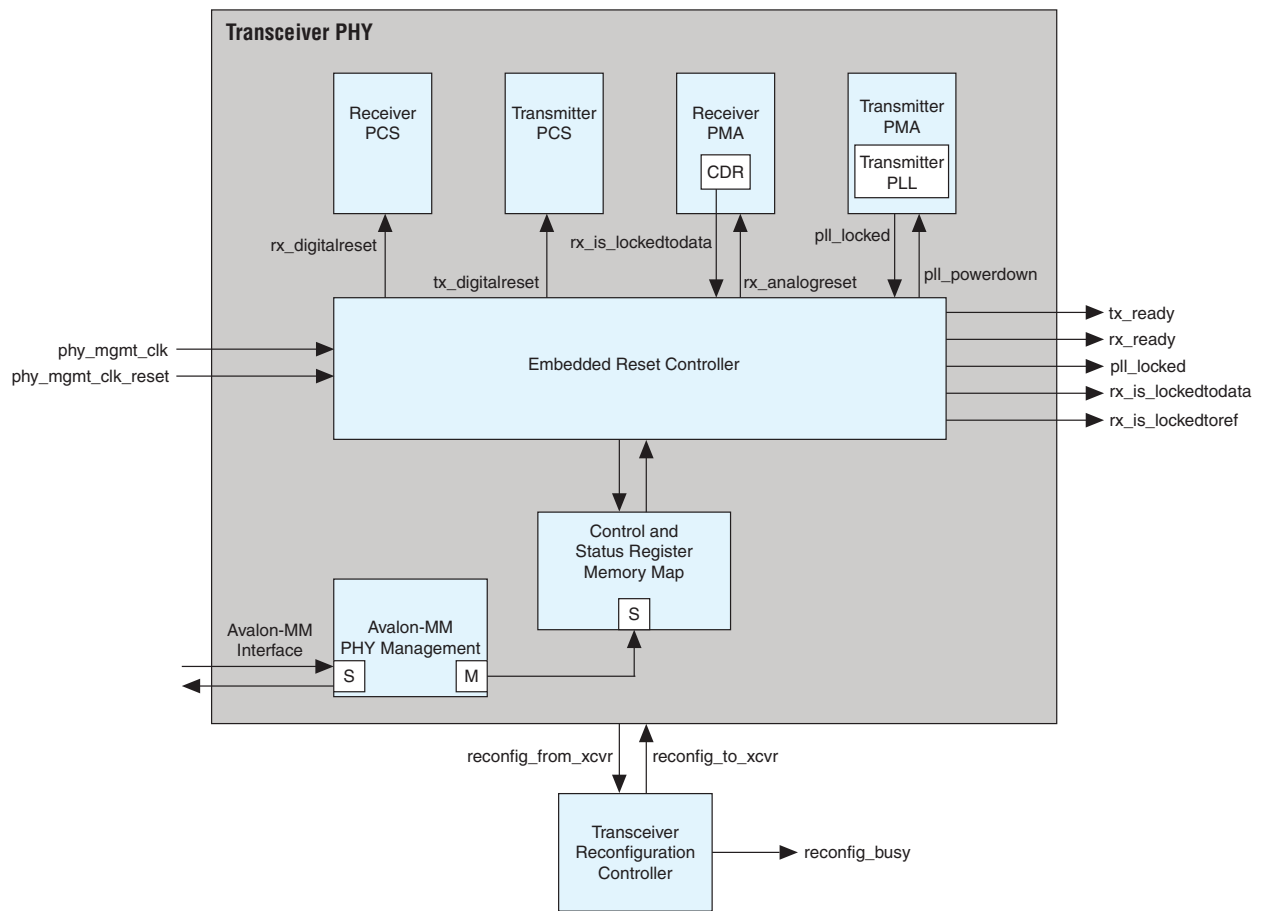 Transceiver PHY
Receiver
PCS
Transmitter
PCS
Receiver
PMA
CDR
Transmitter
PMA
Transmitter
PLL
rx_digitalreset
tx_digitalreset
rx_is_lockedtodata
rx_analogreset
pll_locked
pll_powerdown
phy_mgmt_clk
phy_mgmt_clk_reset
Embedded Reset Controller
tx_ready
rx_ready
pll_locked
rx_is_lockedtodata
rx_is_lockedtoref
Control and
Status Register
Memory Map
S
Avalon-MM
Interface
Avalon-MM
PHY Management
S
M
reconfig_from_xcvr
reconfig_to_xcvr
Transceiver
Reconfiguration
Controller
reconfig_busy